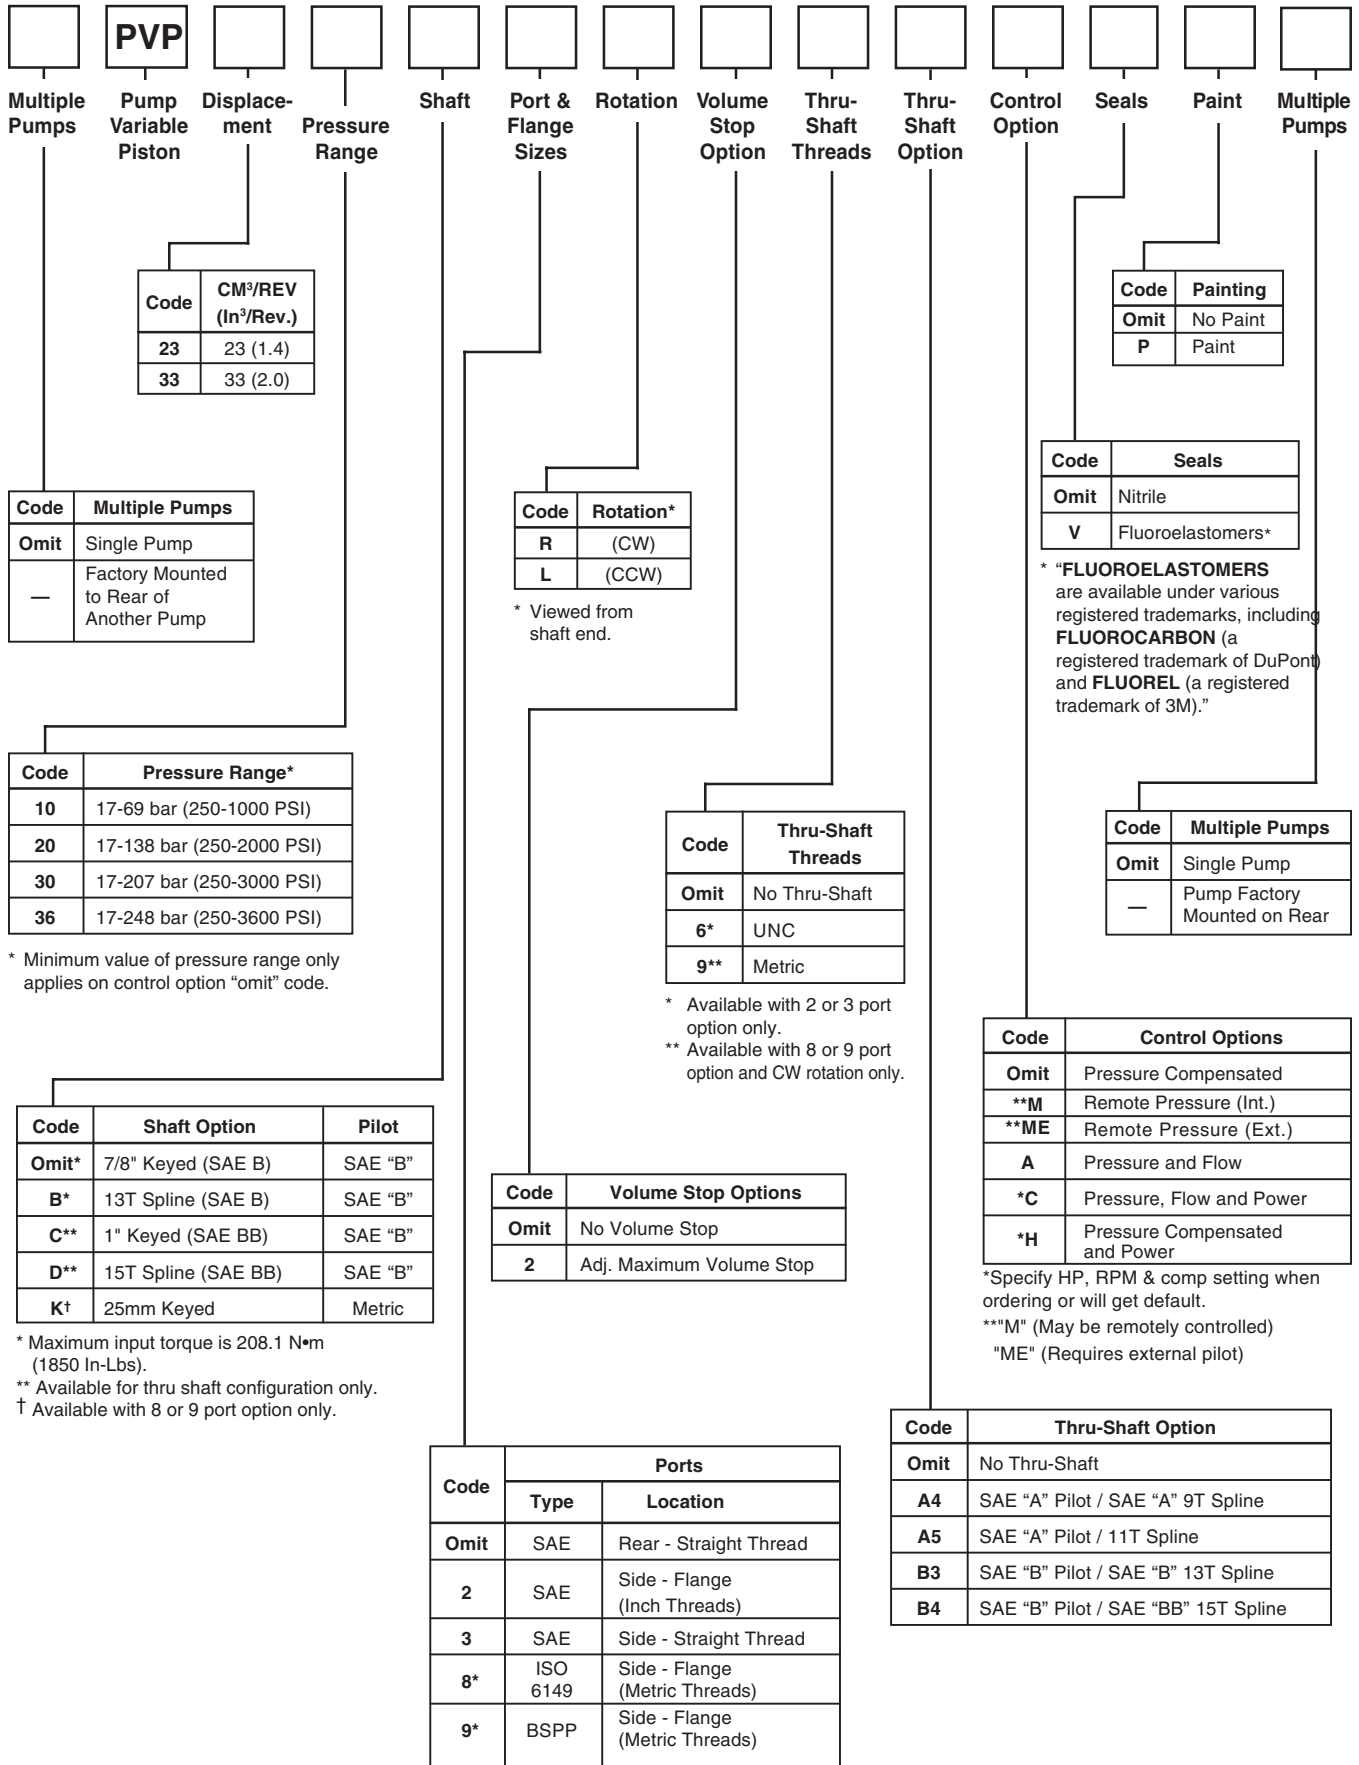 PVP
Multiple Pumps
Pump Variable Piston
Displace-ment
Pressure Range
Shaft
Port & Flange Sizes
Rotation
Volume Stop Option
Thru-Shaft Threads
Thru-Shaft Option
Control Option
Seals
Paint
Multiple Pumps
Code CM³/REV (In³/Rev.)
23 23 (1.4)
33 33 (2.0)
Code Painting
Omit No Paint
P Paint
Code Seals
Omit Nitrile
V Fluoroelastomers*
* “FLUOROELASTOMERS
are available under various
registered trademarks, including
FLUOROCARBON (a
registered trademark of DuPont)
and FLUOREL (a registered
trademark of 3M).”
Code Multiple Pumps
Omit Single Pump
— Factory Mounted
to Rear of
Another Pump
Code Rotation*
R (CW)
L (CCW)
* Viewed from
shaft end.
Code Pressure Range*
10 17-69 bar (250-1000 PSI)
20 17-138 bar (250-2000 PSI)
30 17-207 bar (250-3000 PSI)
36 17-248 bar (250-3600 PSI)
* Minimum value of pressure range only
applies on control option “omit” code.
Code Thru-Shaft Threads
Omit No Thru-Shaft
6* UNC
9** Metric
* Available with 2 or 3 port
option only.
** Available with 8 or 9 port
option and CW rotation only.
Code Multiple Pumps
Omit Single Pump
— Pump Factory
Mounted on Rear
Code Control Options
Omit Pressure Compensated
**M Remote Pressure (Int.)
**ME Remote Pressure (Ext.)
A Pressure and Flow
*C Pressure, Flow and Power
*H Pressure Compensated
and Power
*Specify HP, RPM & comp setting when
ordering or will get default.
**"M" (May be remotely controlled)
"ME" (Requires external pilot)
Code Shaft Option Pilot
Omit* 7/8" Keyed (SAE B) SAE “B”
B* 13T Spline (SAE B) SAE “B”
C** 1" Keyed (SAE BB) SAE “B”
D** 15T Spline (SAE BB) SAE “B”
K† 25mm Keyed Metric
* Maximum input torque is 208.1 N•m
(1850 In-Lbs).
** Available for thru shaft configuration only.
† Available with 8 or 9 port option only.
Code Volume Stop Options
Omit No Volume Stop
2 Adj. Maximum Volume Stop
Code Ports
Type Location
Omit SAE Rear - Straight Thread
2 SAE Side - Flange
(Inch Threads)
3 SAE Side - Straight Thread
8* ISO 6149 Side - Flange
(Metric Threads)
9* BSPP Side - Flange
(Metric Threads)
Code Thru-Shaft Option
Omit No Thru-Shaft
A4 SAE “A” Pilot / SAE “A” 9T Spline
A5 SAE “A” Pilot / 11T Spline
B3 SAE “B” Pilot / SAE “B” 13T Spline
B4 SAE “B” Pilot / SAE “BB” 15T Spline